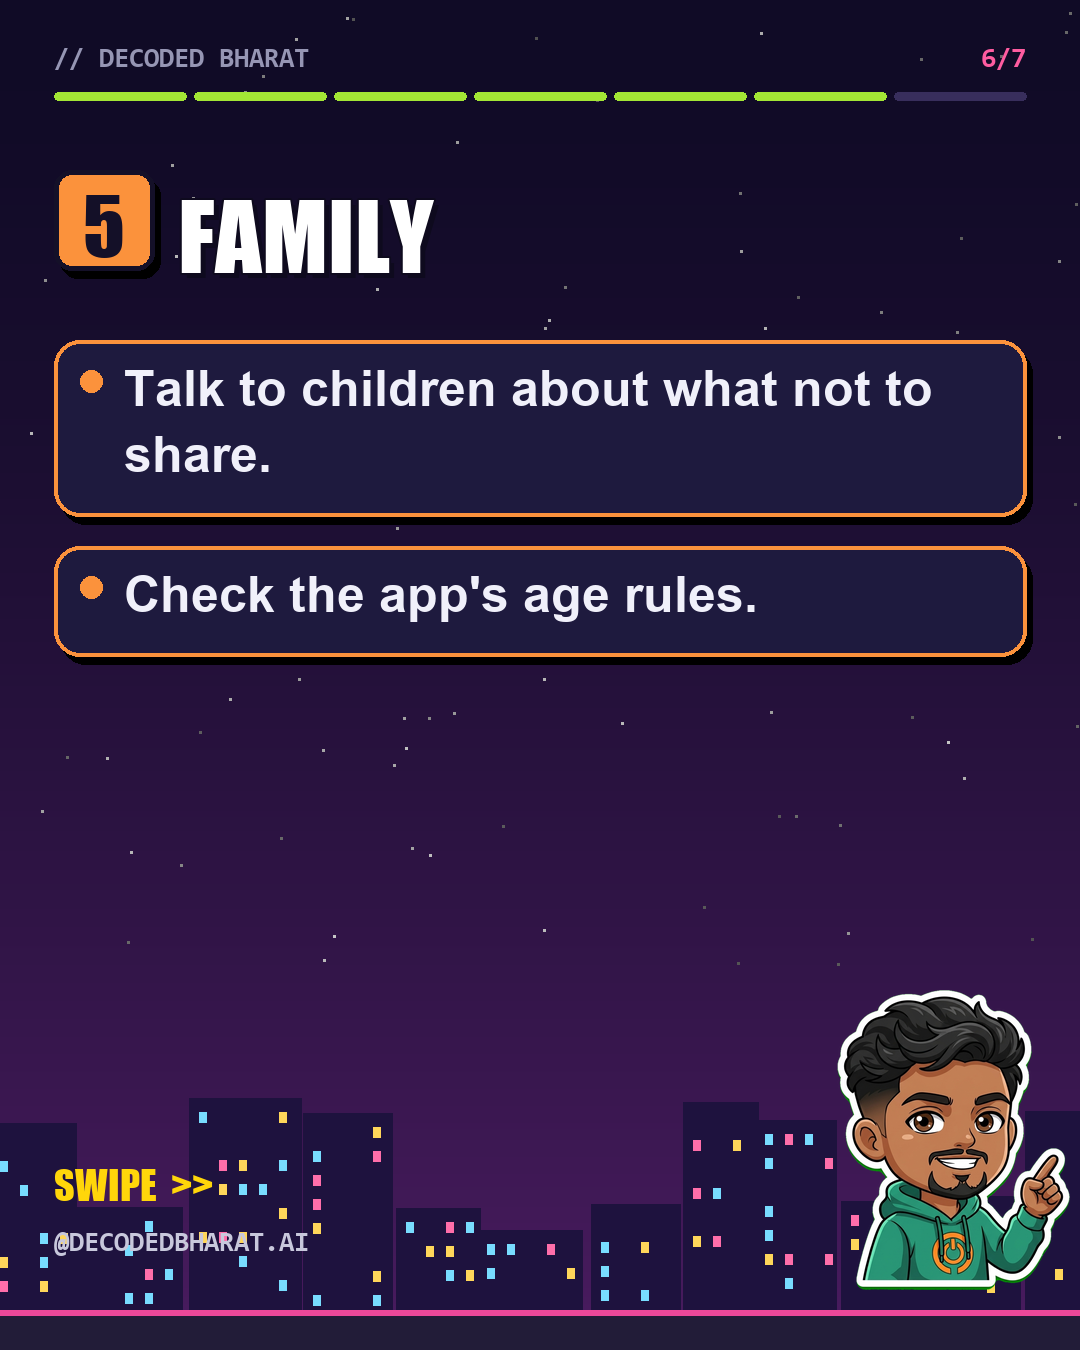 // DECODED BHARAT
6/7
5 FAMILY
Talk to children about what not to
share.
Check the app's age rules.
SWIPE >>
@DECODEDBHARAT.AI